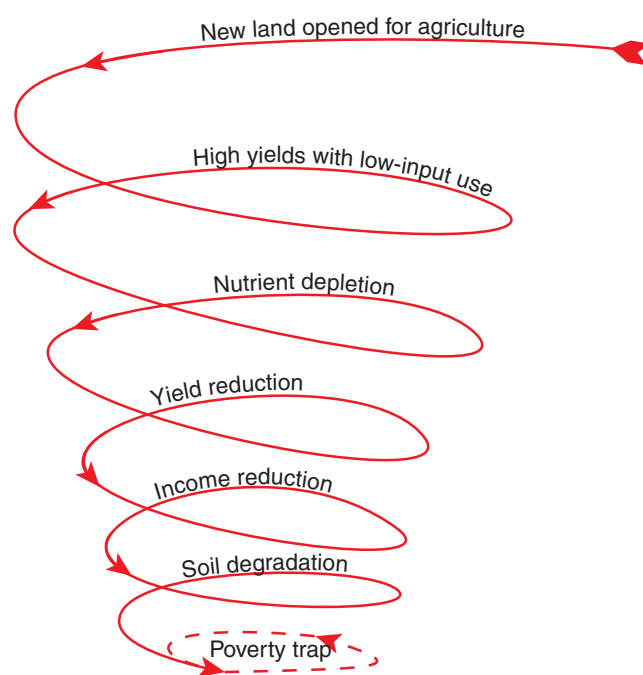 New land opened for agriculture
High yields with low-input use
Nutrient depletion
Yield reduction
Income reduction
Soil degradation
Poverty trap